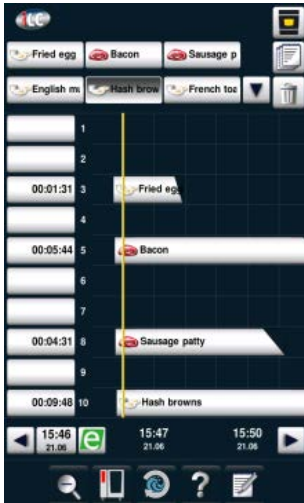 iLC
Fried egg Bacon Sausage p
English mu Hash brow French toa
1
2
00:01:31 3 Fried egg
4
00:05:44 5 Bacon
6
7
00:04:31 8 Sausage patty
9
00:09:48 10 Hash browns
15:46 e 15:47 15:50
21.06 21.06 21.06
?